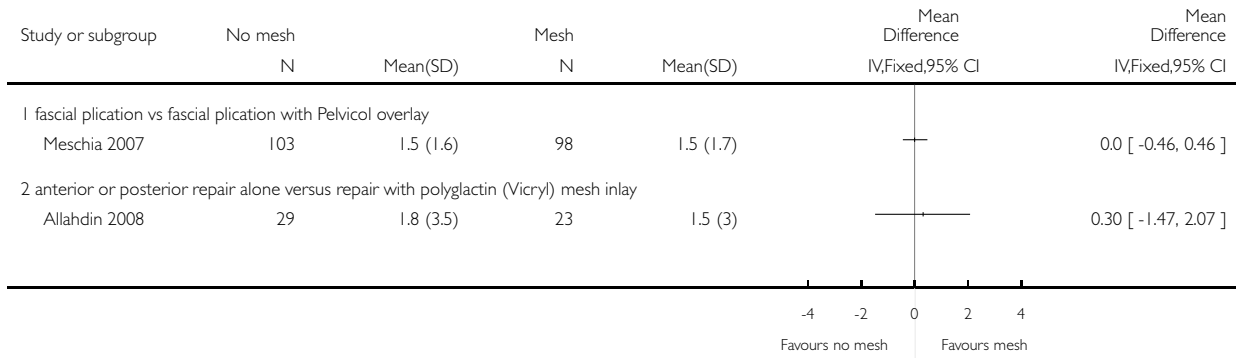 Study or subgroup No mesh Mesh Mean Difference Mean Difference
N Mean(SD) N Mean(SD) IV,Fixed,95% CI IV,Fixed,95% CI
1 fascial plication vs fascial plication with Pelvicol overlay
Meschia 2007 103 1.5 (1.6) 98 1.5 (1.7) 0.0 [ -0.46, 0.46 ]
2 anterior or posterior repair alone versus repair with polyglactin (Vicryl) mesh inlay
Allahdin 2008 29 1.8 (3.5) 23 1.5 (3) 0.30 [ -1.47, 2.07 ]
-4 -2 0 2 4
Favours no mesh Favours mesh